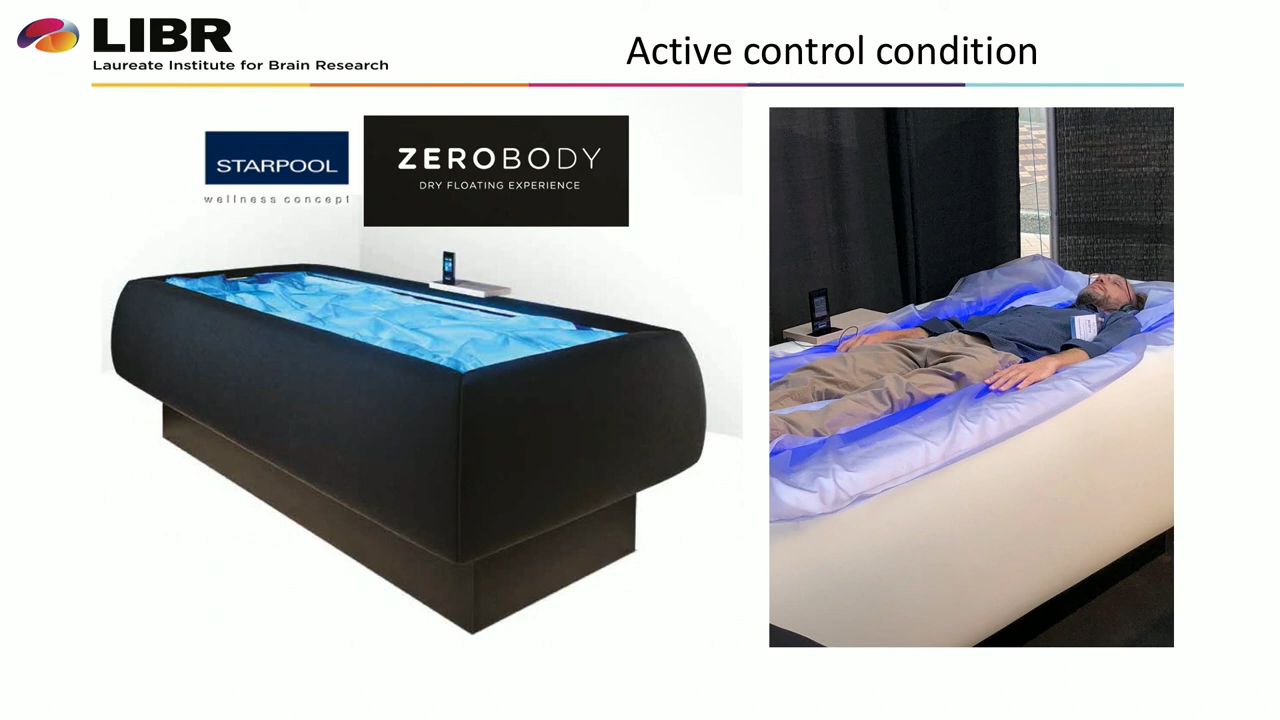 LIBR
Laureate Institute for Brain Research
Active control condition
STARPOOL
wellness concept
ZEROBODY
DRY FLOATING EXPERIENCE